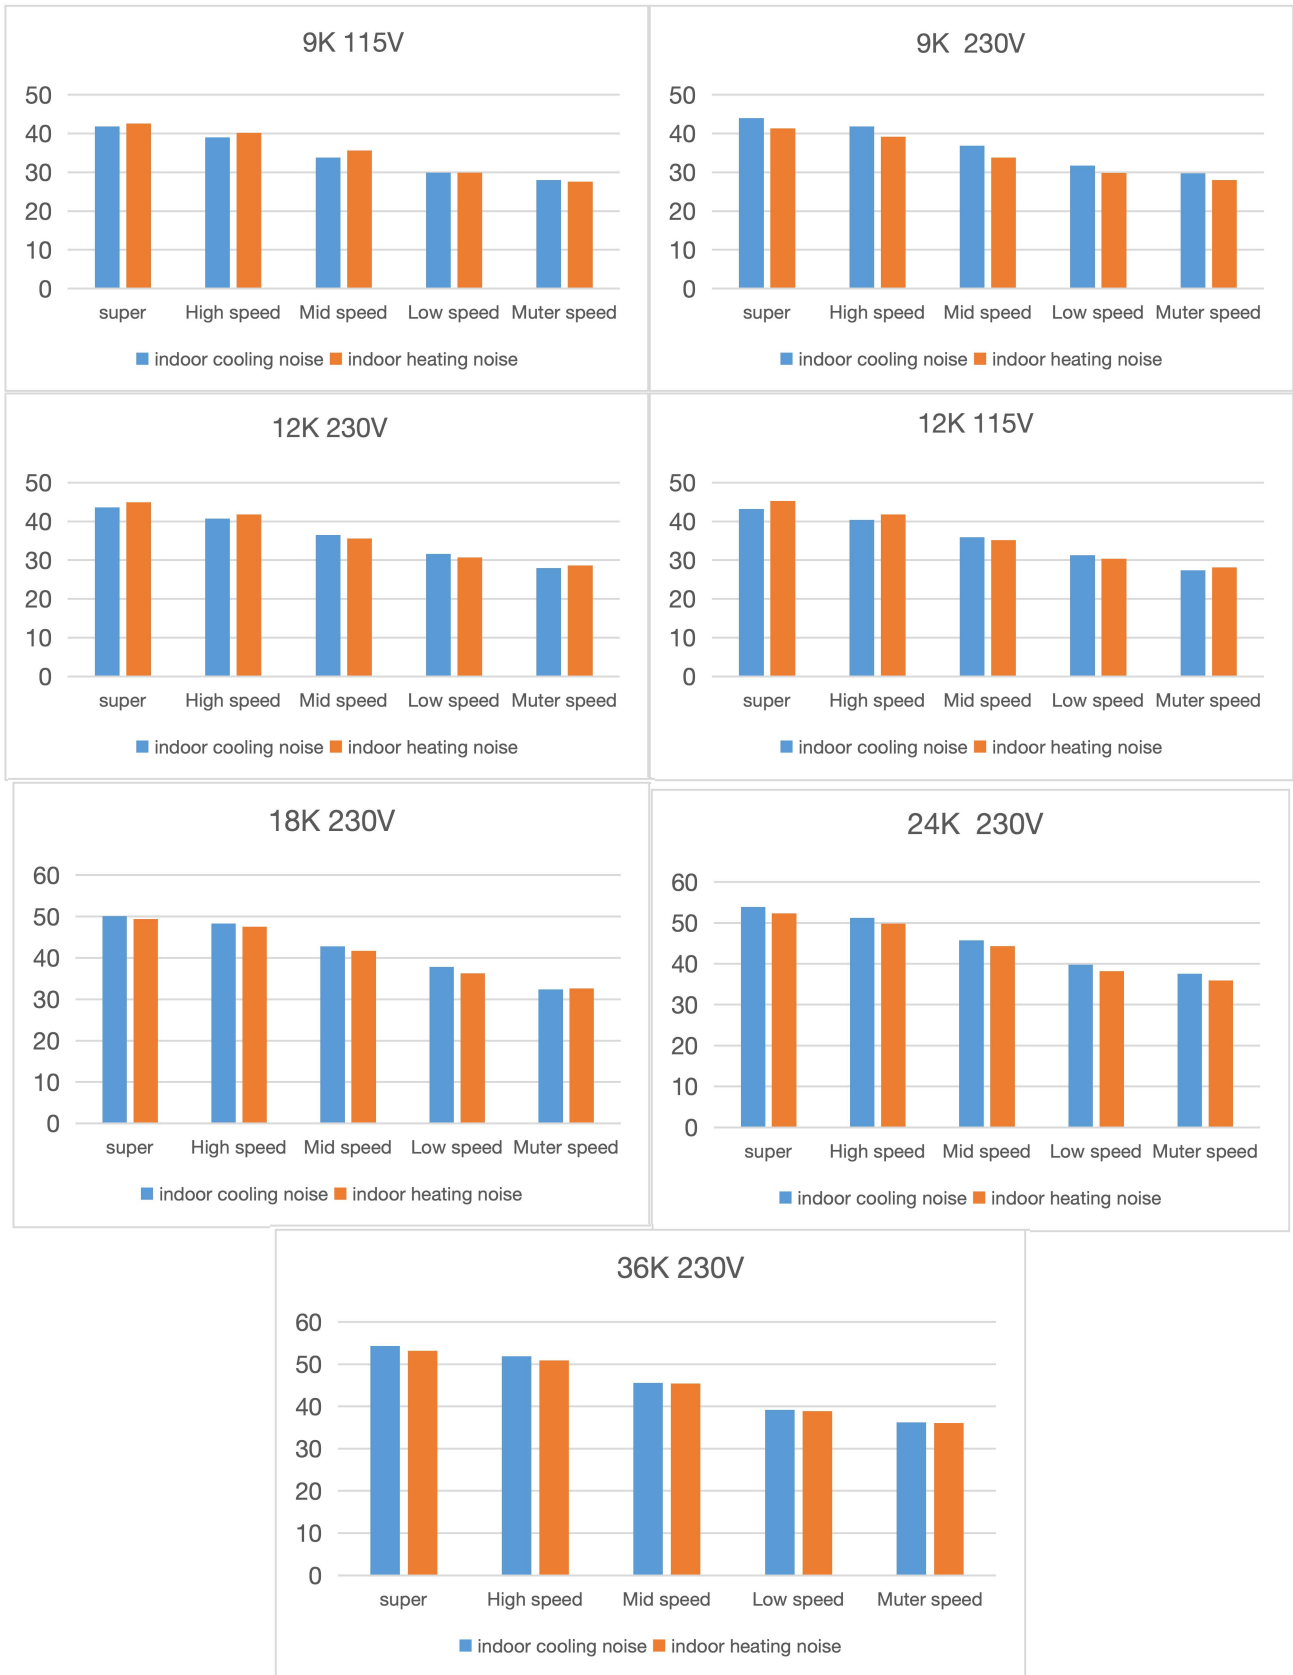 9K 115V
50
40
30
20
10
0
super High speed Mid speed Low speed Muter speed
indoor cooling noise indoor heating noise
9K 230V
50
40
30
20
10
0
super High speed Mid speed Low speed Muter speed
indoor cooling noise indoor heating noise
12K 230V
50
40
30
20
10
0
super High speed Mid speed Low speed Muter speed
indoor cooling noise indoor heating noise
12K 115V
50
40
30
20
10
0
super High speed Mid speed Low speed Muter speed
indoor cooling noise indoor heating noise
18K 230V
60
50
40
30
20
10
0
super High speed Mid speed Low speed Muter speed
indoor cooling noise indoor heating noise
24K 230V
60
50
40
30
20
10
0
super High speed Mid speed Low speed Muter speed
indoor cooling noise indoor heating noise
36K 230V
60
50
40
30
20
10
0
super High speed Mid speed Low speed Muter speed
indoor cooling noise indoor heating noise